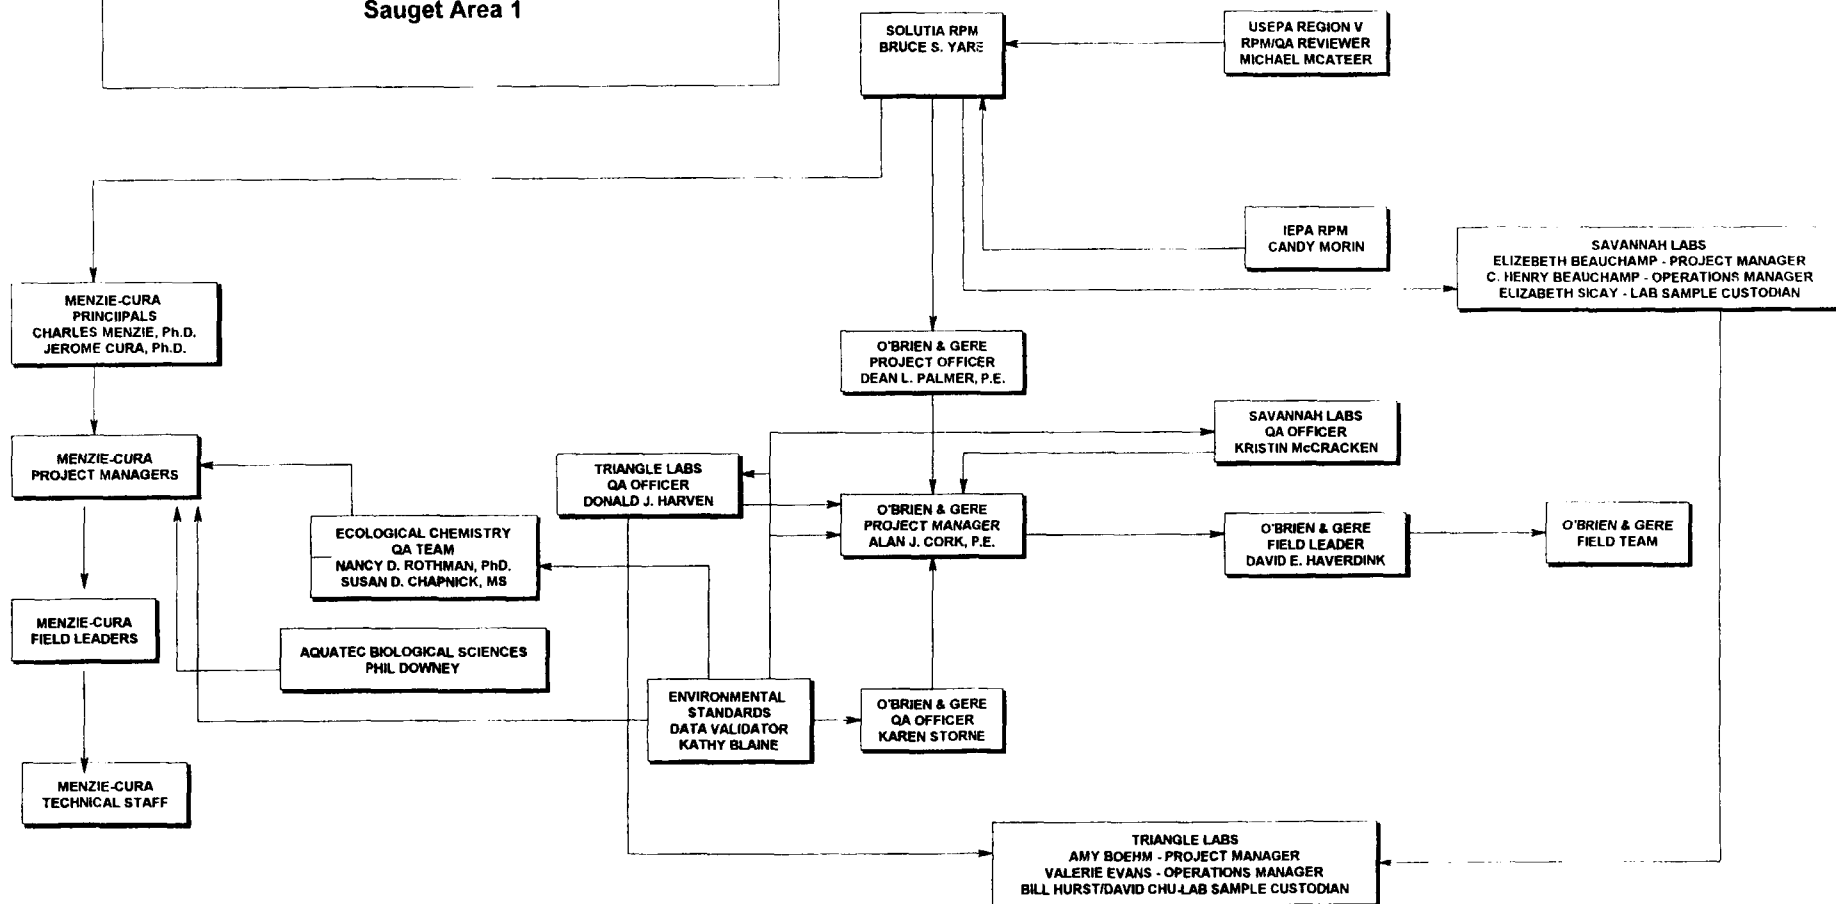 Sauget Area 1
SOLUTIA RPM
BRUCE S. YARE
USEPA REGION V
RPM/QA REVIEWER
MICHAEL MCATEER
IEPA RPM
CANDY MORIN
SAVANNAH LABS
ELIZEBETH BEAUCHAMP - PROJECT MANAGER
C. HENRY BEAUCHAMP - OPERATIONS MANAGER
ELIZABETH SICAY - LAB SAMPLE CUSTODIAN
MENZIE-CURA
PRINCIIPALS
CHARLES MENZIE, Ph.D.
JEROME CURA, Ph.D.
O'BRIEN & GERE
PROJECT OFFICER
DEAN L. PALMER, P.E.
SAVANNAH LABS
QA OFFICER
KRISTIN McCRACKEN
MENZIE-CURA
PROJECT MANAGERS
TRIANGLE LABS
QA OFFICER
DONALD J. HARVEN
O'BRIEN & GERE
PROJECT MANAGER
ALAN J. CORK, P.E.
O'BRIEN & GERE
FIELD LEADER
DAVID E. HAVERDINK
O'BRIEN & GERE
FIELD TEAM
ECOLOGICAL CHEMISTRY
QA TEAM
NANCY D. ROTHMAN, PhD.
SUSAN D. CHAPNICK, MS
MENZIE-CURA
FIELD LEADERS
AQUATEC BIOLOGICAL SCIENCES
PHIL DOWNEY
ENVIRONMENTAL
STANDARDS
DATA VALIDATOR
KATHY BLAINE
O'BRIEN & GERE
QA OFFICER
KAREN STORNE
MENZIE-CURA
TECHNICAL STAFF
TRIANGLE LABS
AMY BOEHM - PROJECT MANAGER
VALERIE EVANS - OPERATIONS MANAGER
BILL HURST/DAVID CHU-LAB SAMPLE CUSTODIAN